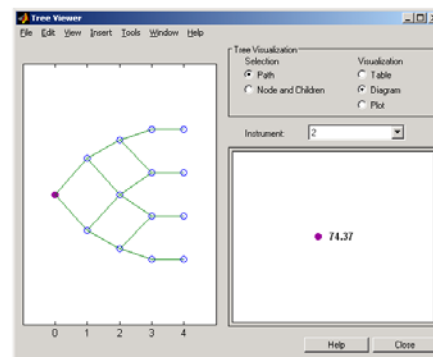 Tree Viewer
File Edit View Insert Tools Window Help
Tree Visualization
Selection
Visualization
Path
Table
Node and Children
Diagram
Plot
Instrument: 2
74.37
0 1 2 3 4
Help Close